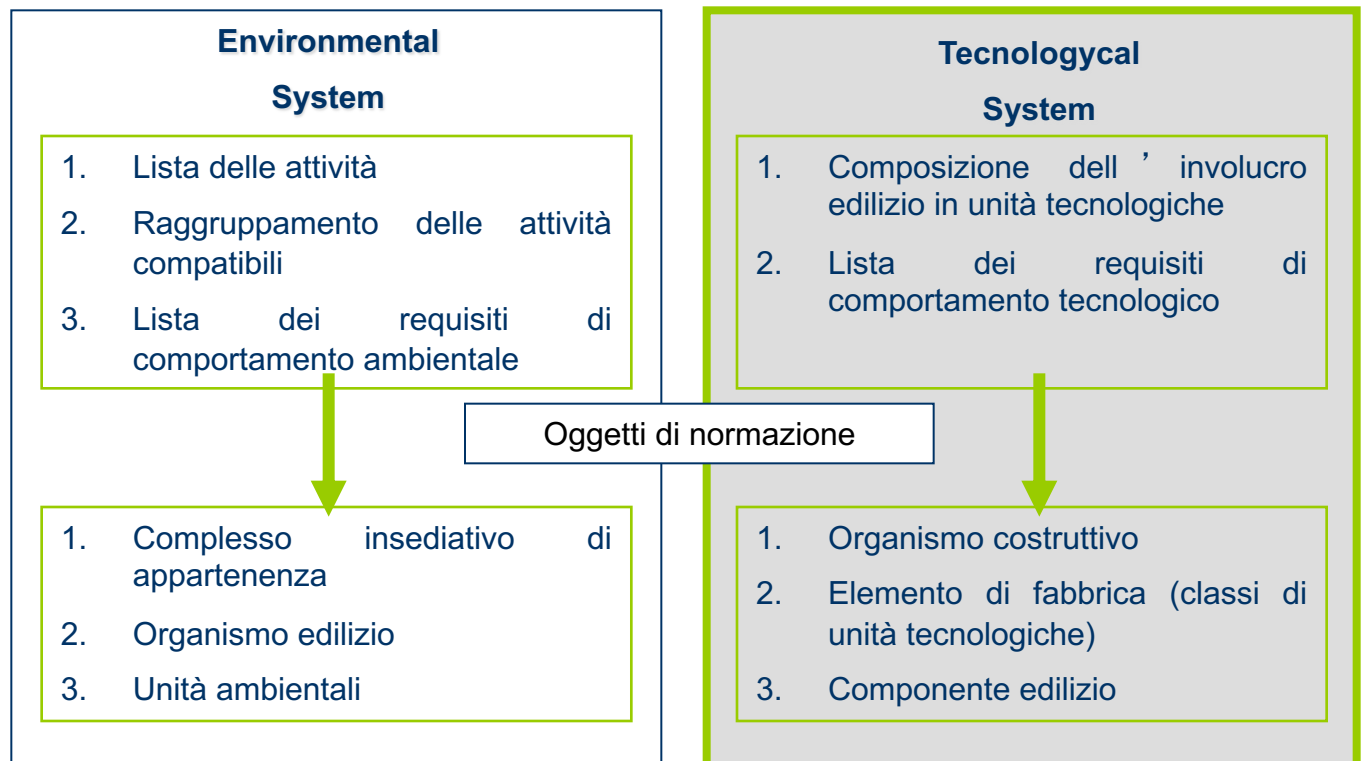 Environmental
System
1. Lista delle attività
2. Raggruppamento delle attività
compatibili
3. Lista dei requisiti di
comportamento ambientale
Tecnologycal
System
1. Composizione dell ' involucro
edilizio in unità tecnologiche
2. Lista dei requisiti di
comportamento tecnologico
Oggetti di normazione
1. Complesso insediativo di
appartenenza
2. Organismo edilizio
3. Unità ambientali
1. Organismo costruttivo
2. Elemento di fabbrica (classi di
unità tecnologiche)
3. Componente edilizio